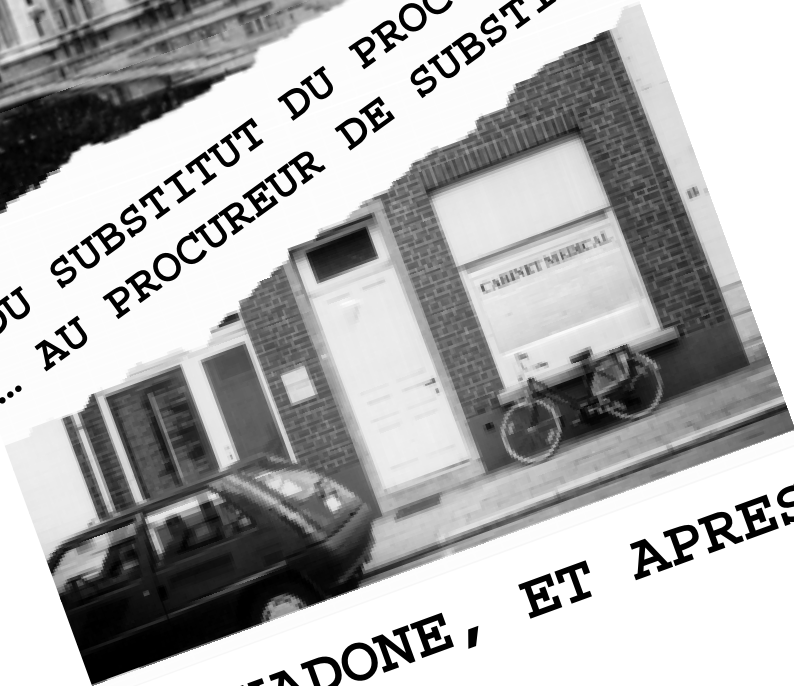 DU SUBSTITUT DU PROC
... AU PROCUREUR DE SUBSTI
CABINET MEDICAL
ADONE, ET APRES